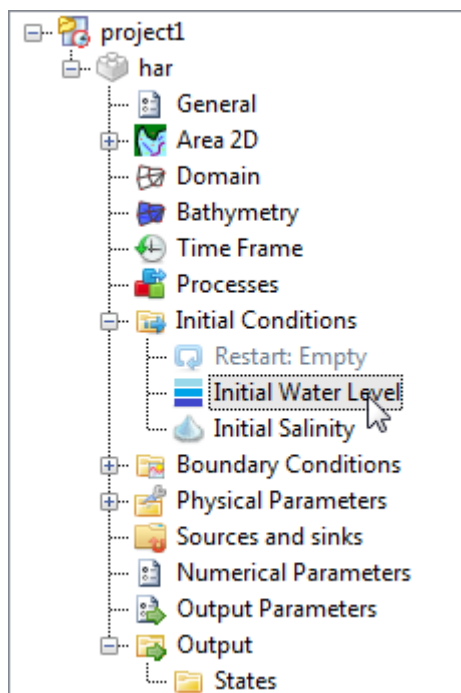 project1
har
General
Area 2D
Domain
Bathymetry
Time Frame
Processes
Initial Conditions
Restart: Empty
Initial Water Level
Initial Salinity
Boundary Conditions
Physical Parameters
Sources and sinks
Numerical Parameters
Output Parameters
Output
States